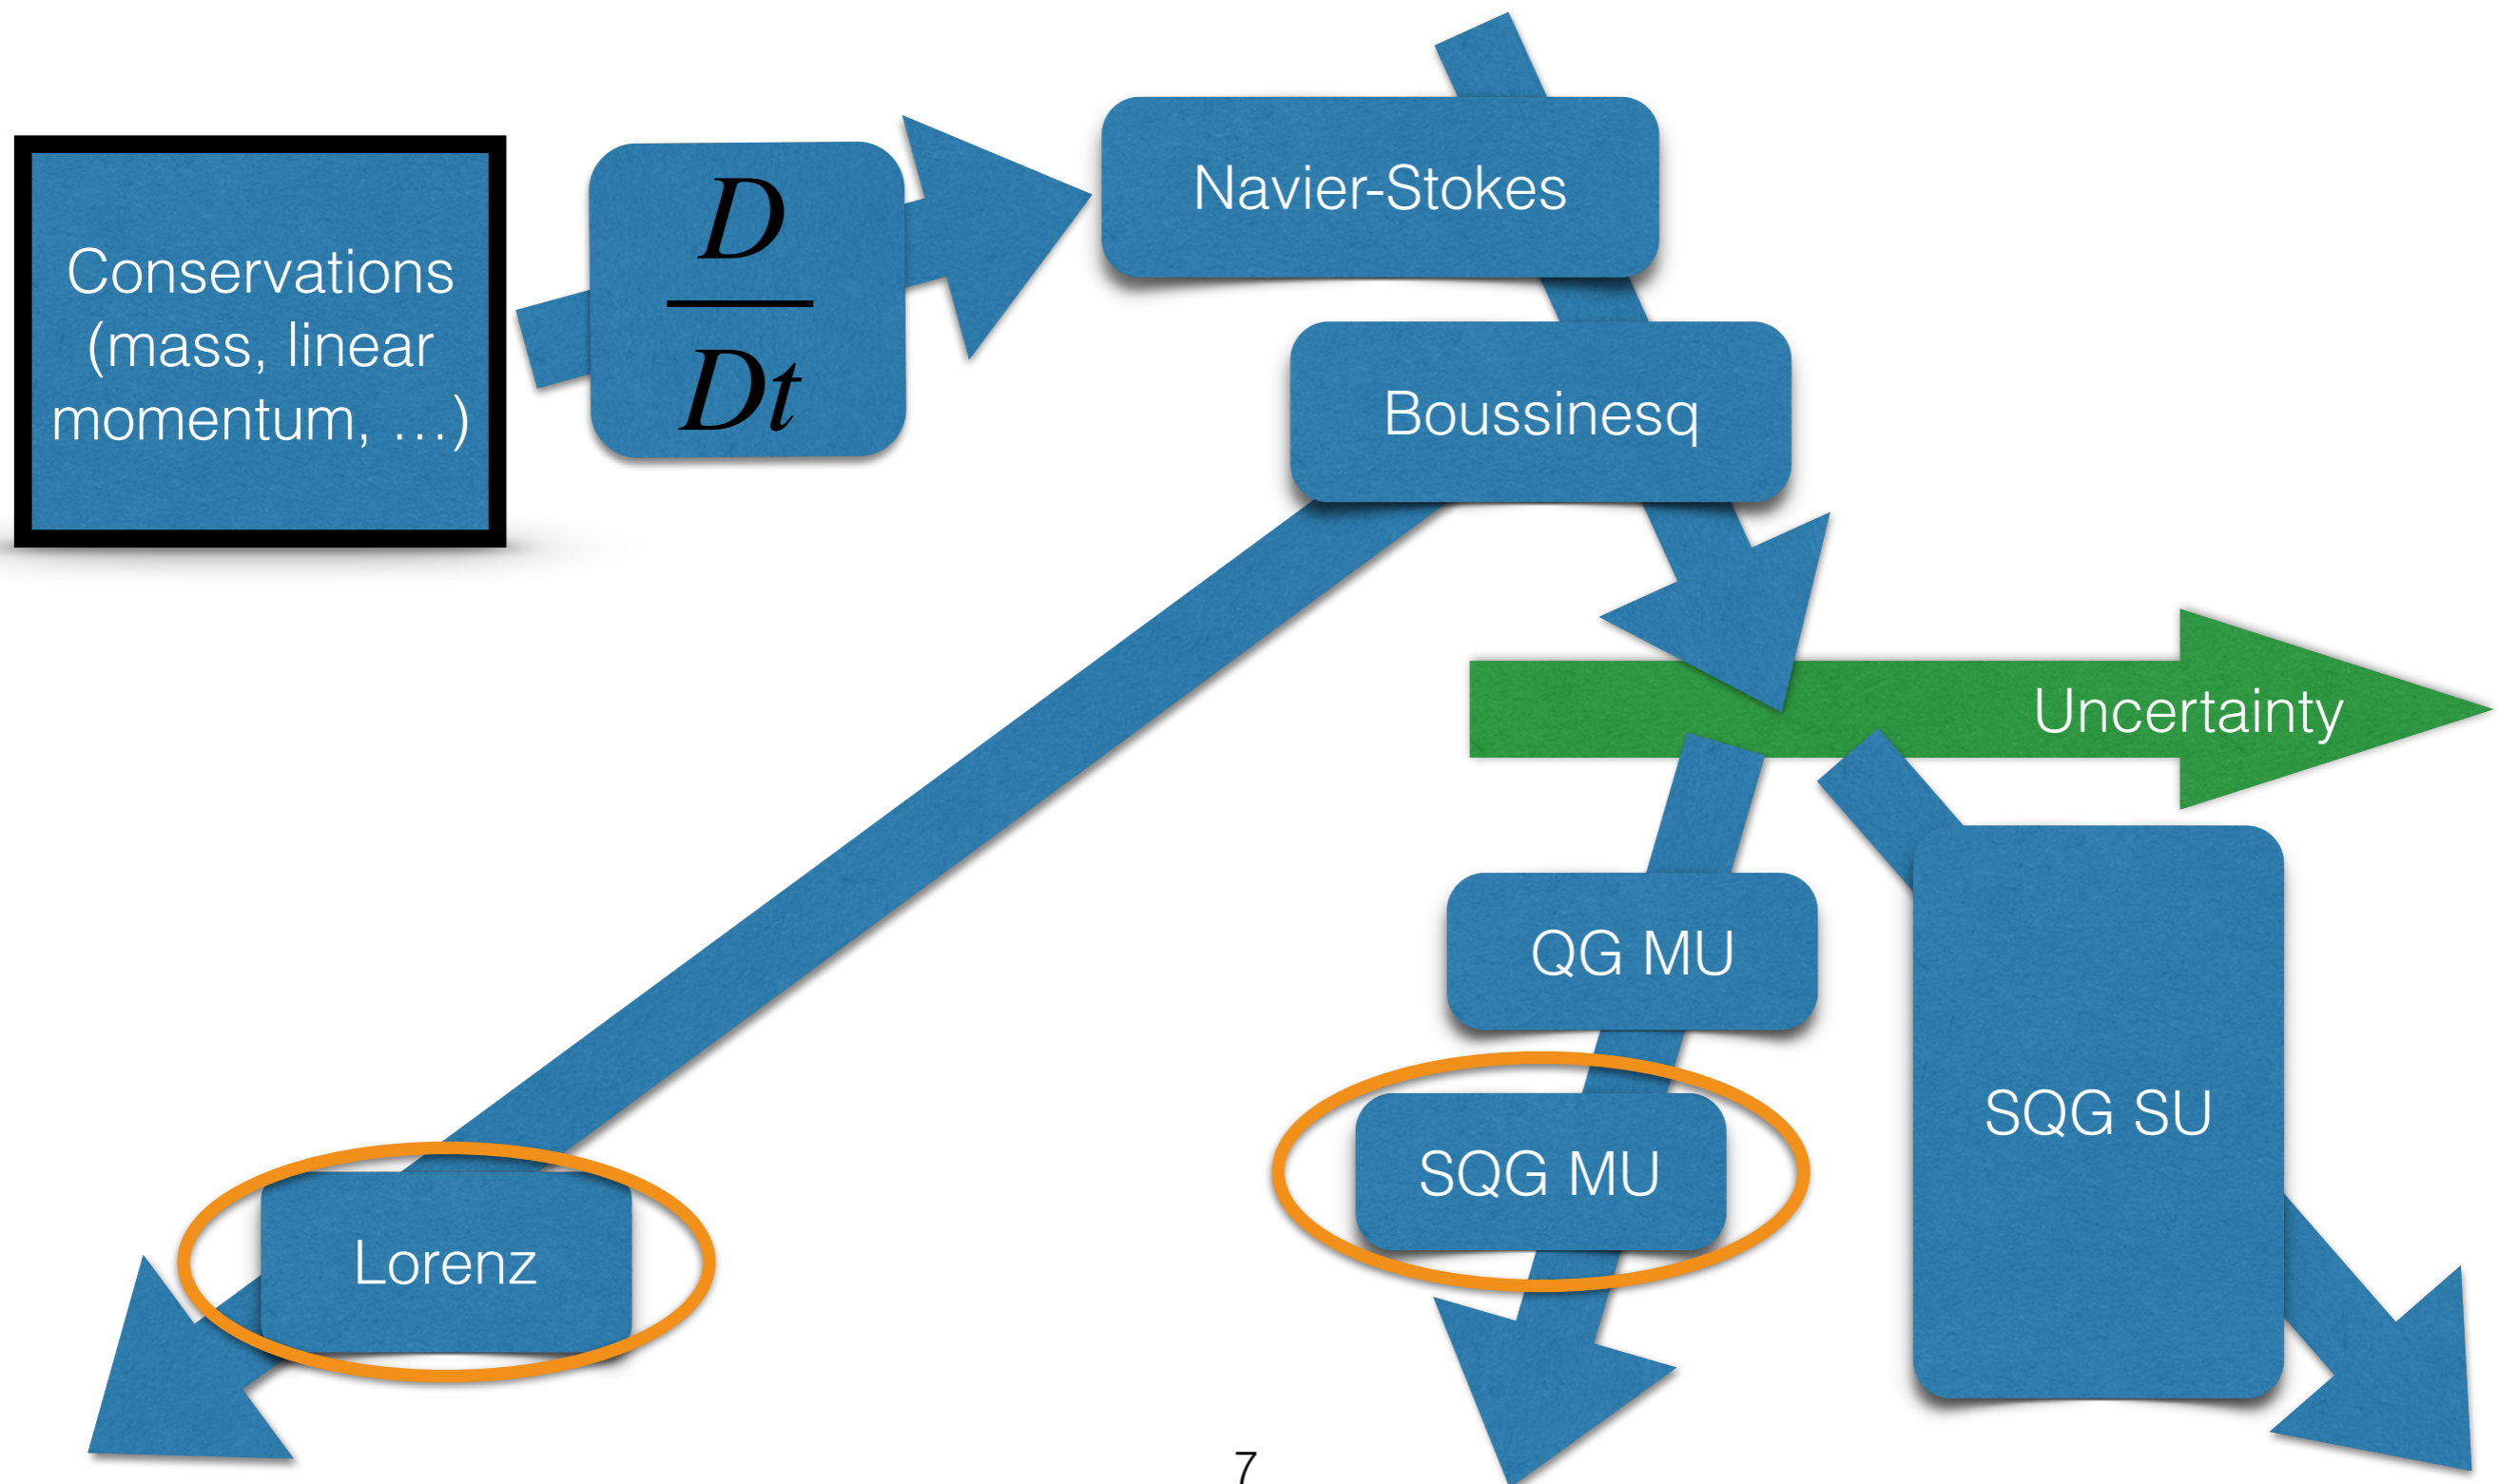 Conservations
(mass, linear
momentum, …)
D
Dt
Navier-Stokes
Boussinesq
Uncertainty
QG MU
SQG MU
SQG SU
Lorenz
7